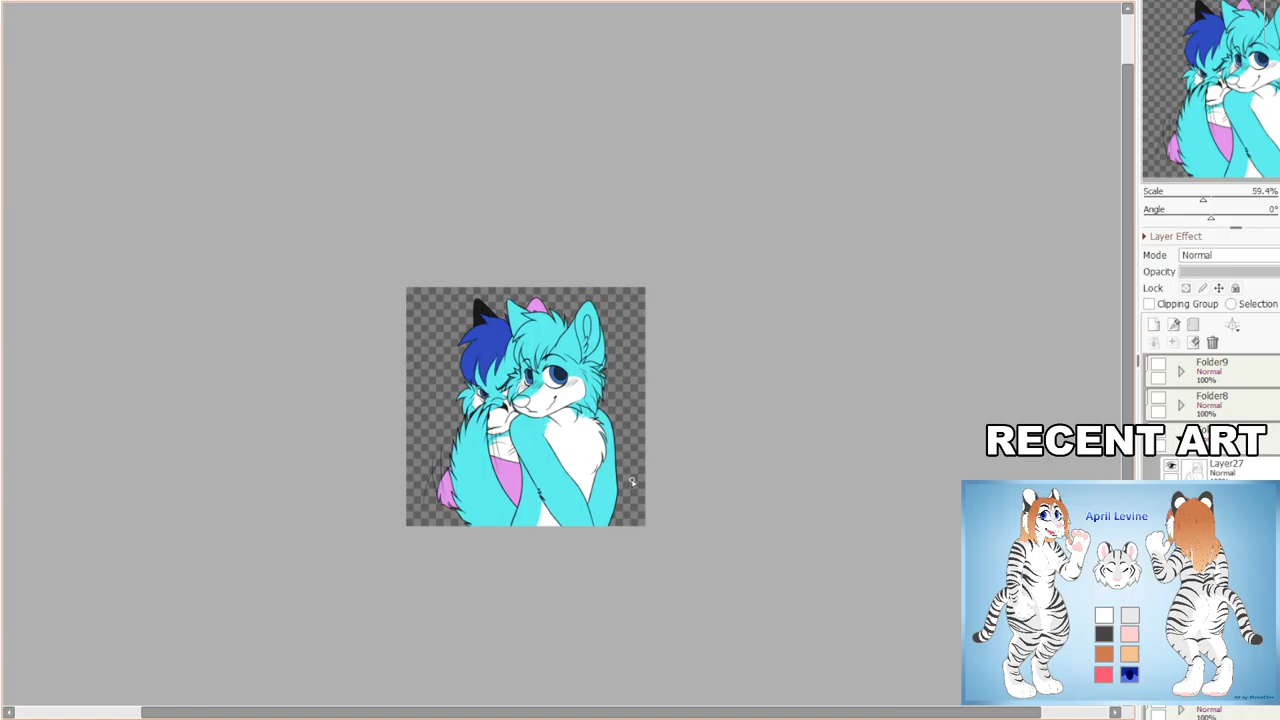 Scale 59.4%
Angle 0°
Layer Effect
Mode Normal
Opacity
Lock
Clipping Group Selection
Folder9
Normal
100%
Folder8
Normal
100%
RECENT ART
Layer27
Normal
April Levine
Normal
100%